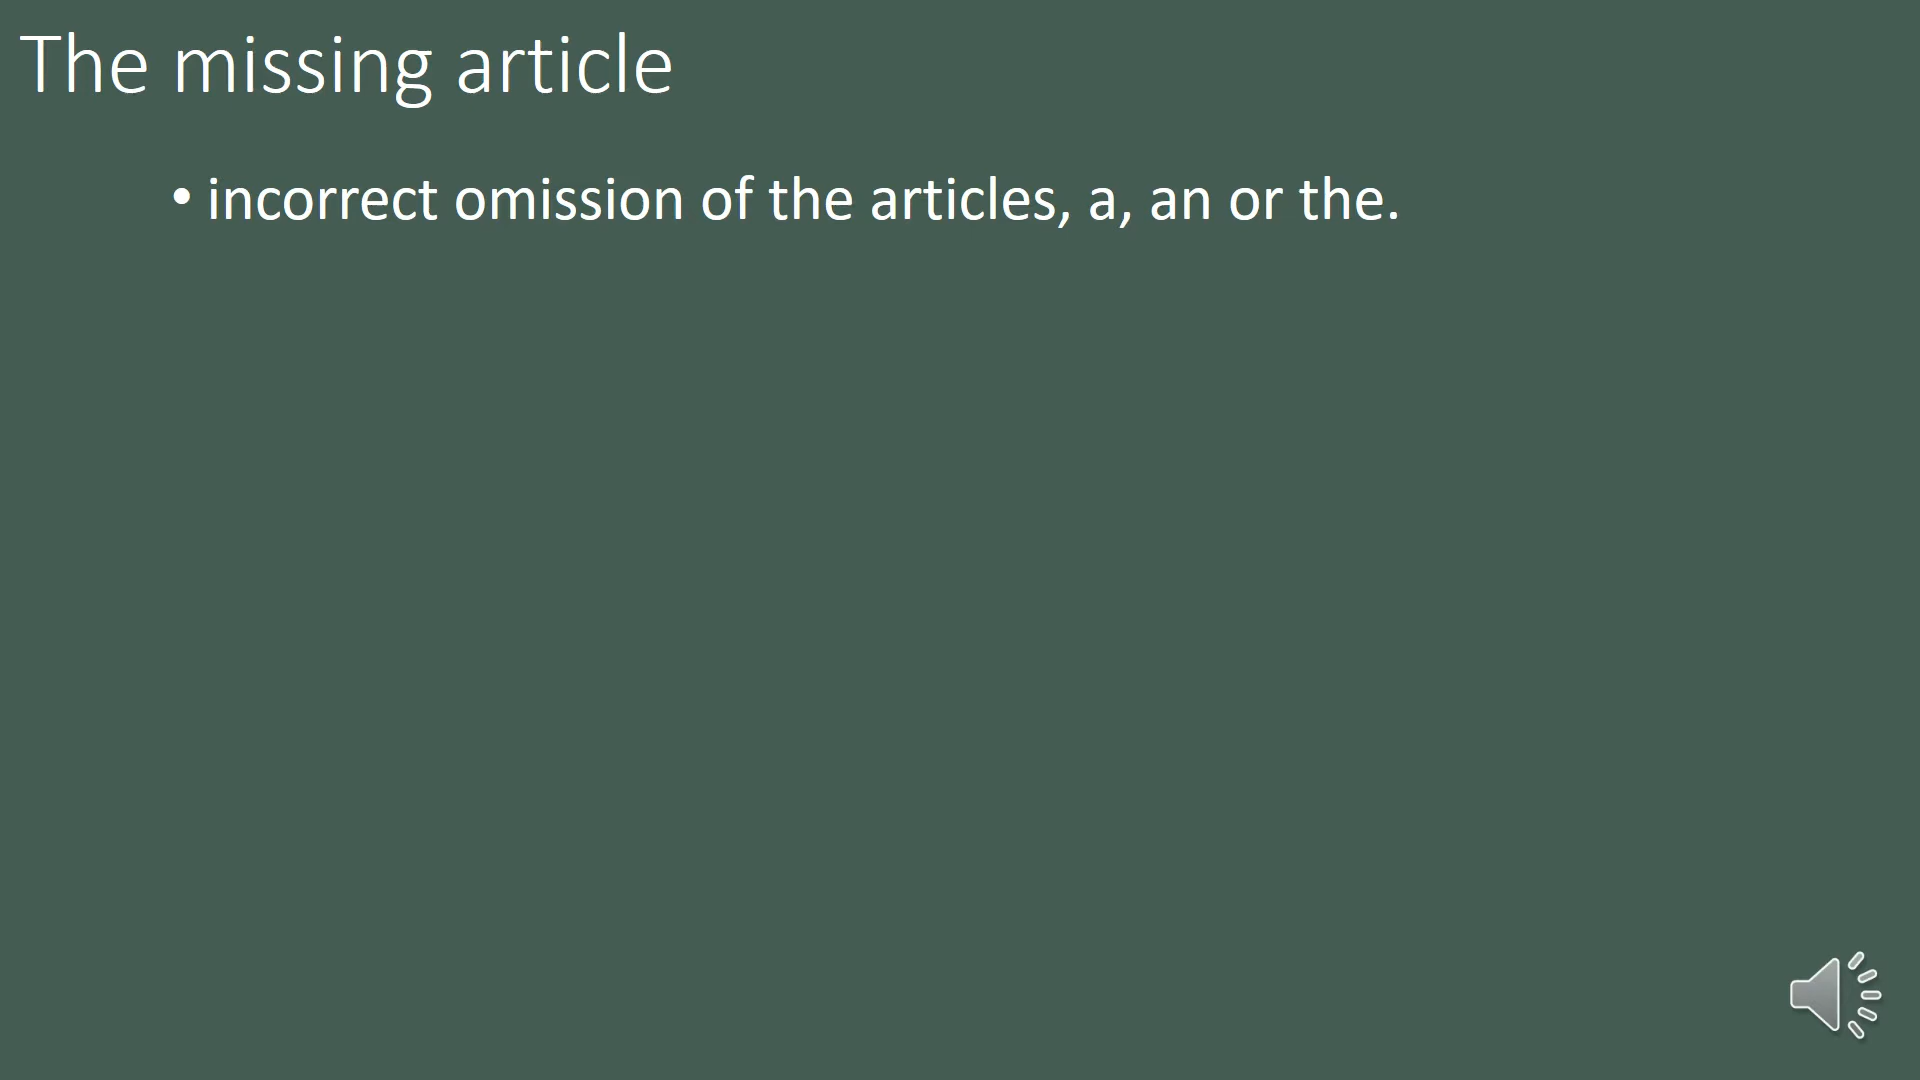 The missing article
• incorrect omission of the articles, a, an or the.